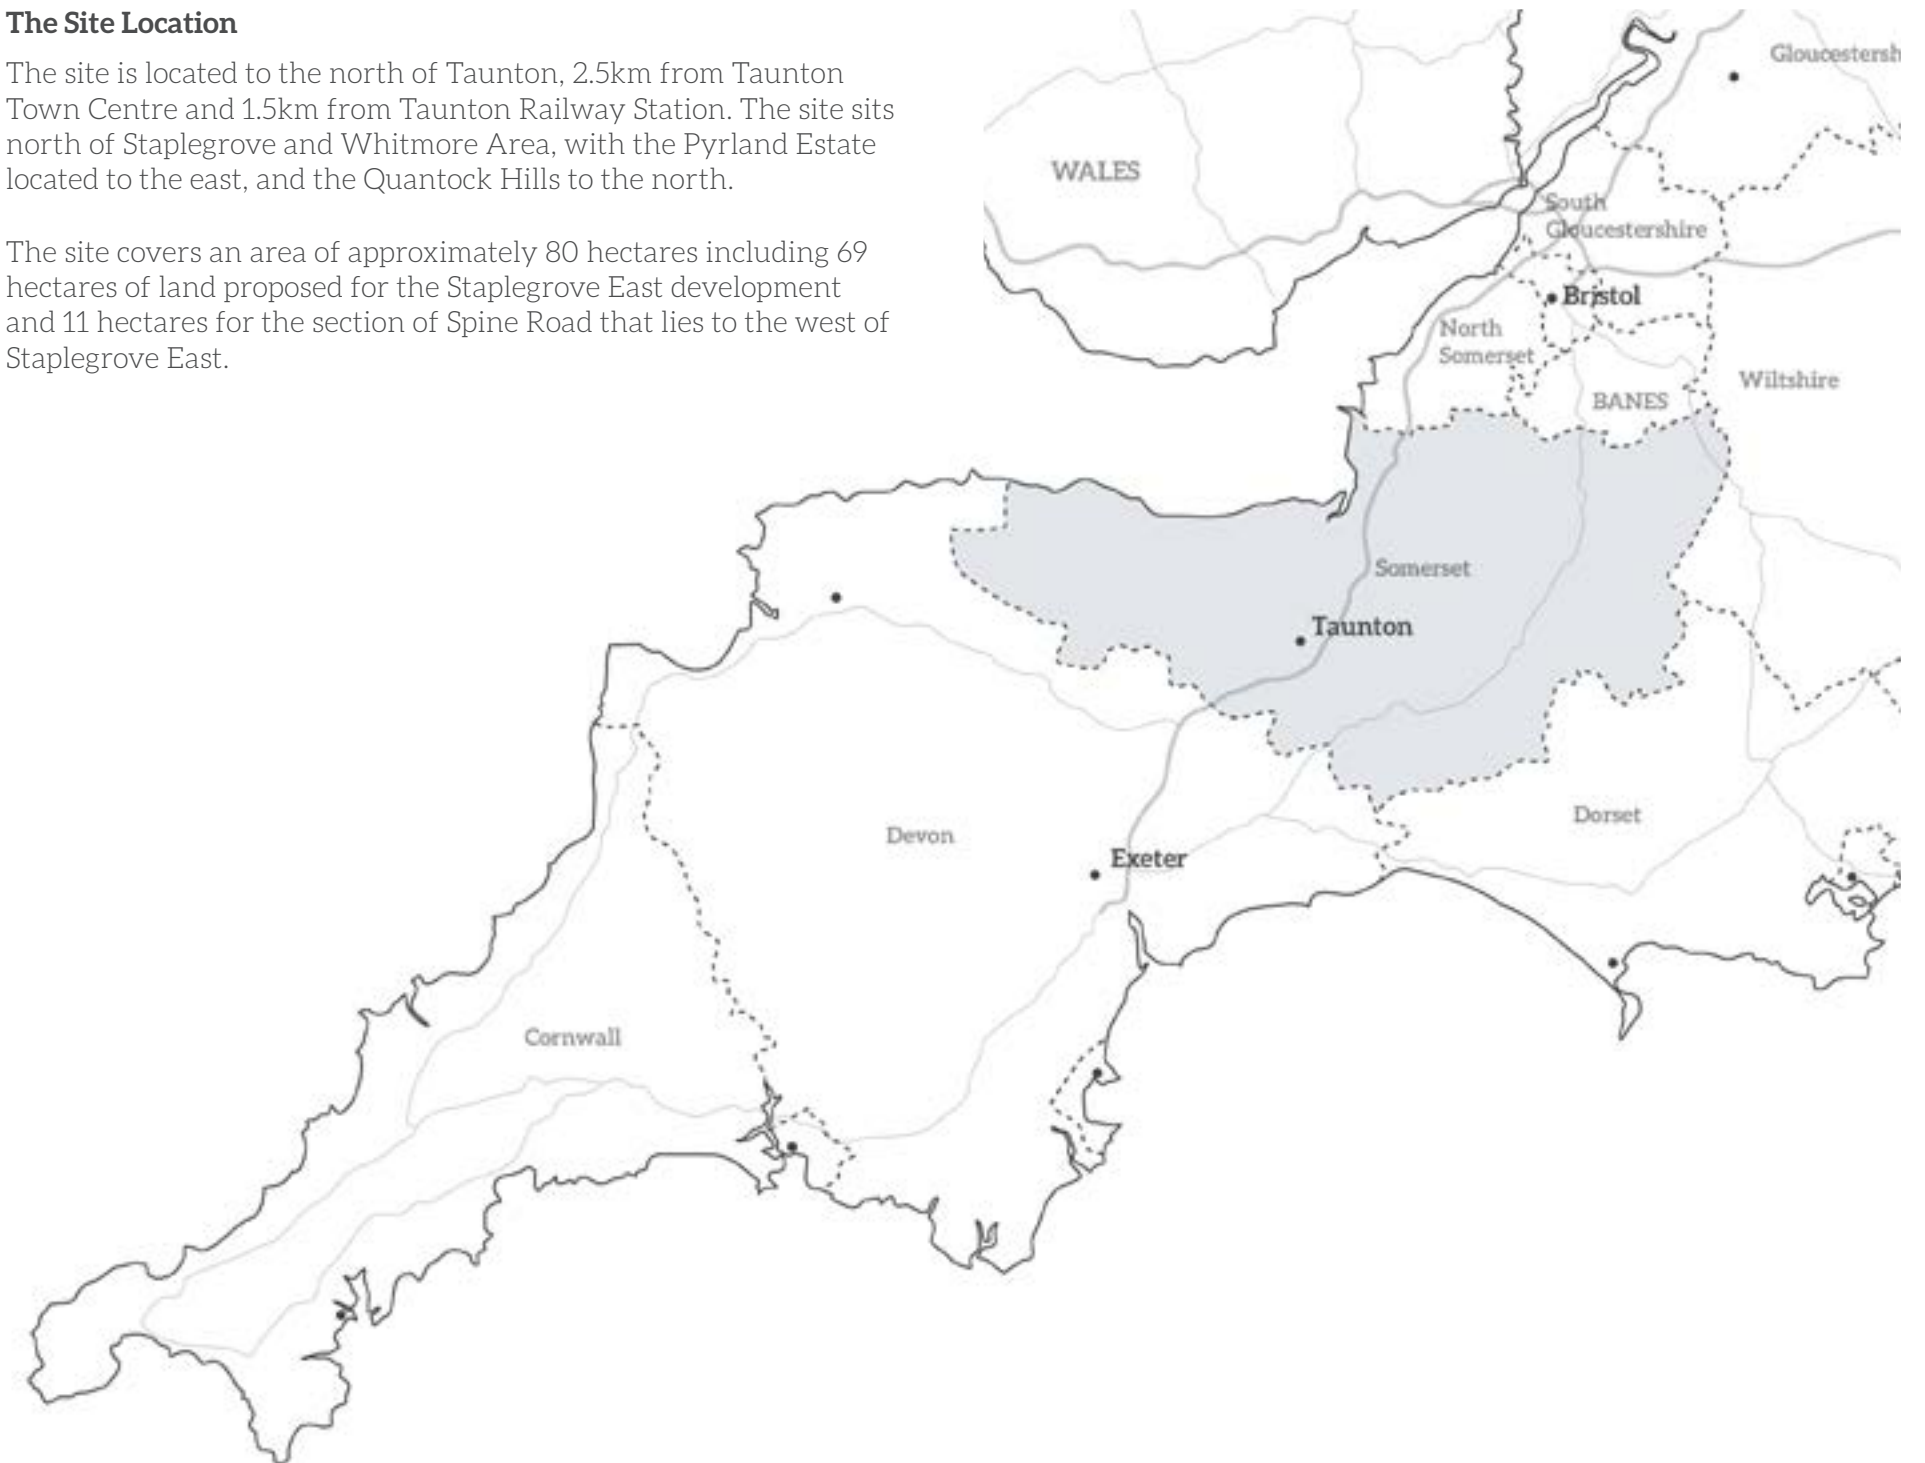 The Site Location
The site is located to the north of Taunton, 2.5km from Taunton
Town Centre and 1.5km from Taunton Railway Station. The site sits
north of Staplegrove and Whitmore Area, with the Pyrland Estate
located to the east, and the Quantock Hills to the north.
The site covers an area of approximately 80 hectares including 69
hectares of land proposed for the Staplegrove East development
and 11 hectares for the section of Spine Road that lies to the west of
Staplegrove East.
Gloucestersh
WALES
South
Gloucestershire
Bristol
North
Somerset
Wiltshire
BANES
Somerset
Taunton
Dorset
Devon
Exeter
Cornwall